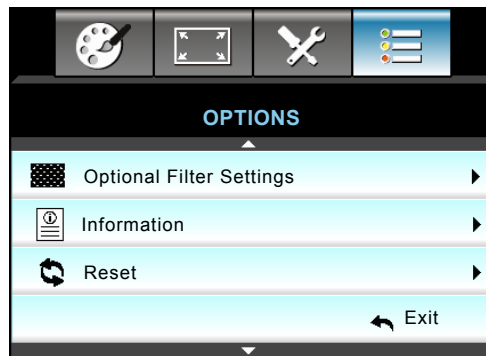 OPTIONS
Optional Filter Settings
Information
Reset
Exit